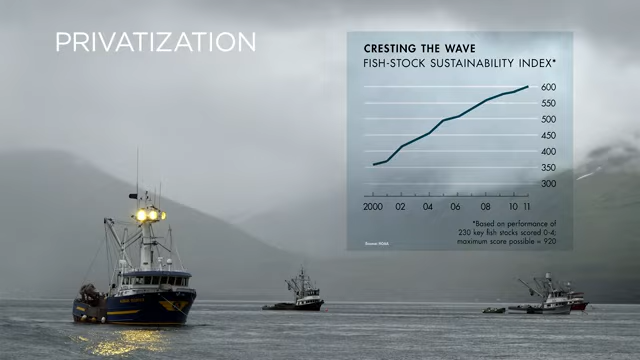 PRIVATIZATION
CRESTING THE WAVE
FISH-STOCK SUSTAINABILITY INDEX*
600
550
500
450
400
350
300
2000 01 04 06 08 10 11
*Based on performance of
230 key fish stocks scored 0-4;
maximum score possible = 920
Source: NOAA